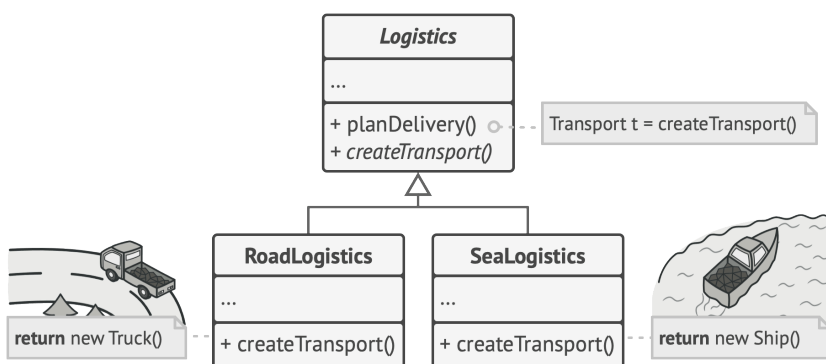 Logistics
...
+ planDelivery()
+ createTransport()
Transport t = createTransport()
RoadLogistics
...
+ createTransport()
SeaLogistics
...
+ createTransport()
return new Truck()
return new Ship()